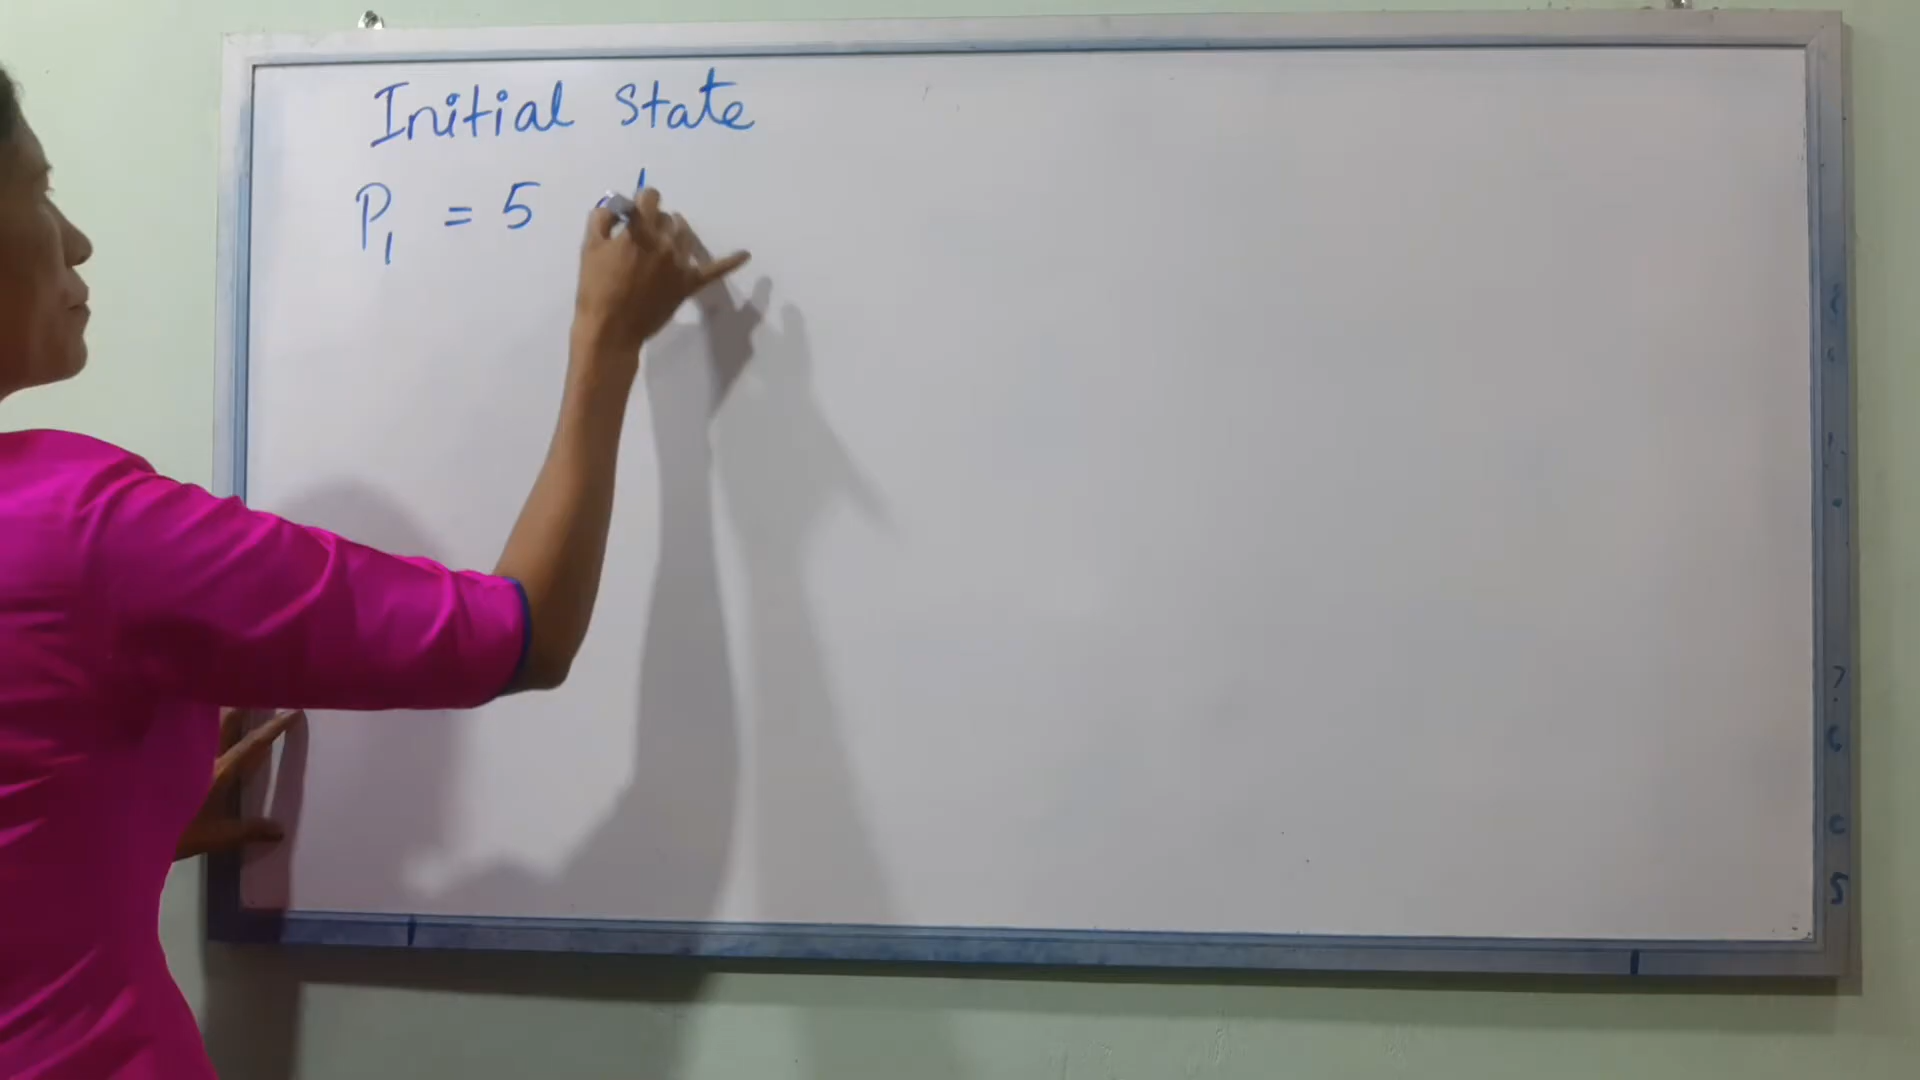 Initial State
P₁ = 5